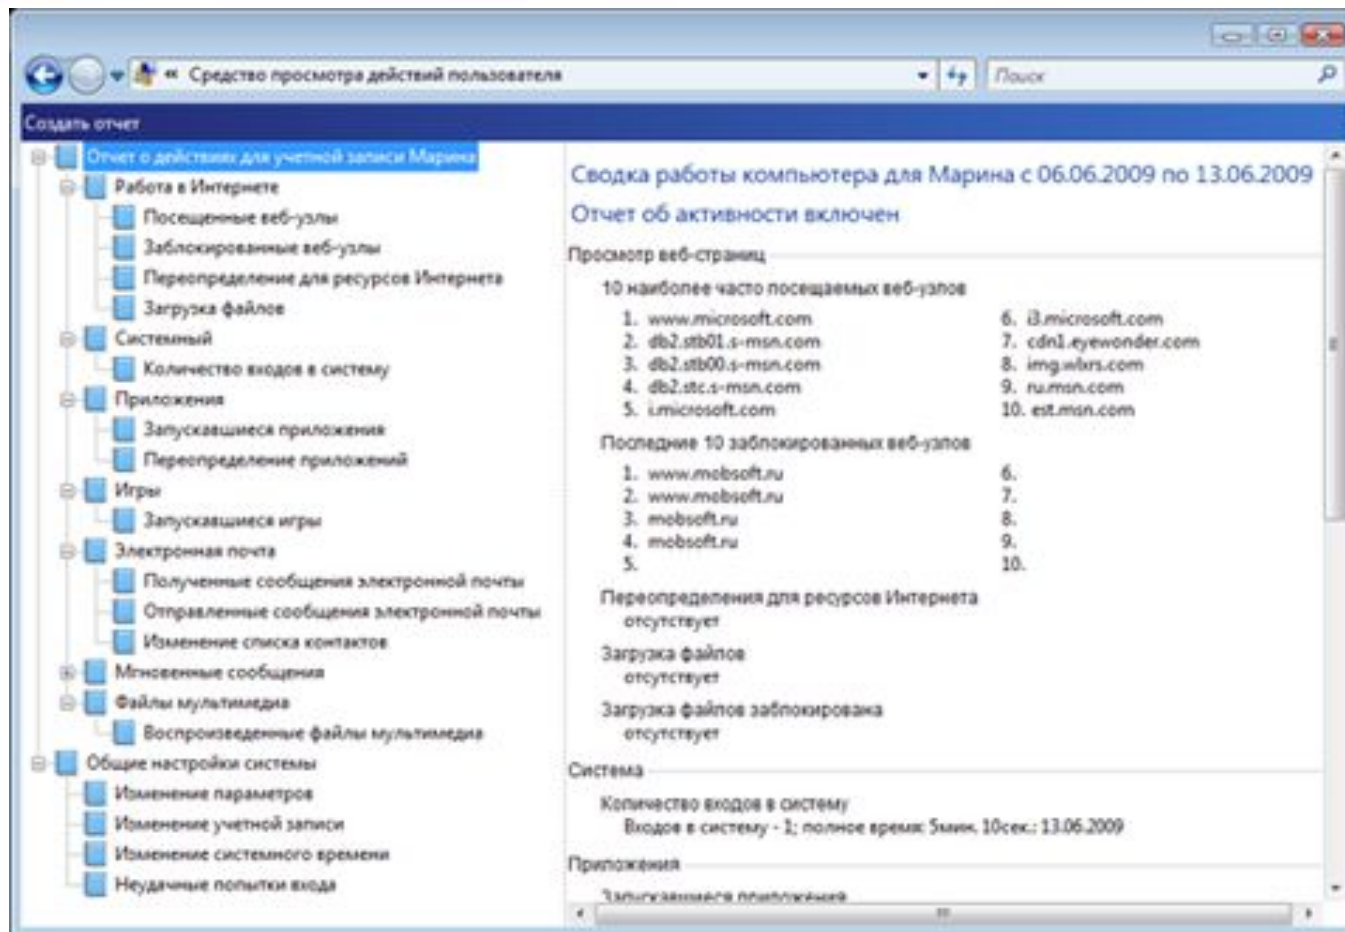 « Средство просмотра действий пользователя
Поиск
Создать отчет
Отчет о действиях для учетной записи Марина
Работа в Интернете
Посещенные веб-узлы
Заблокированные веб-узлы
Переопределение для ресурсов Интернета
Загрузка файлов
Системный
Количество входов в систему
Приложения
Запускавшиеся приложения
Переопределение приложений
Игры
Запускавшиеся игры
Электронная почта
Полученные сообщения электронной почты
Отправленные сообщения электронной почты
Изменение списка контактов
Мгновенные сообщения
Файлы мультимедиа
Воспроизведенные файлы мультимедиа
Общие настройки системы
Изменение параметров
Изменение учетной записи
Изменение системного времени
Неудачные попытки входа
Сводка работы компьютера для Марина с 06.06.2009 по 13.06.2009
Отчет об активности включен
Просмотр веб-страниц
10 наиболее часто посещаемых веб-узлов
1. www.microsoft.com
2. db2.stb01.s-msn.com
3. db2.stb00.s-msn.com
4. db2.stc.s-msn.com
5. i.microsoft.com
6. i3.microsoft.com
7. cdn1.eyewonder.com
8. img.wlxrs.com
9. ru.msn.com
10. est.msn.com
Последние 10 заблокированных веб-узлов
1. www.mobsoft.ru
2. www.mobsoft.ru
3. mobsoft.ru
4. mobsoft.ru
5.
6.
7.
8.
9.
10.
Переопределения для ресурсов Интернета
отсутствует
Загрузка файлов
отсутствует
Загрузка файлов заблокирована
отсутствует
Система
Количество входов в систему
Входов в систему - 1; полное время: 5мин. 10сек.: 13.06.2009
Приложения
Запускавшиеся приложения